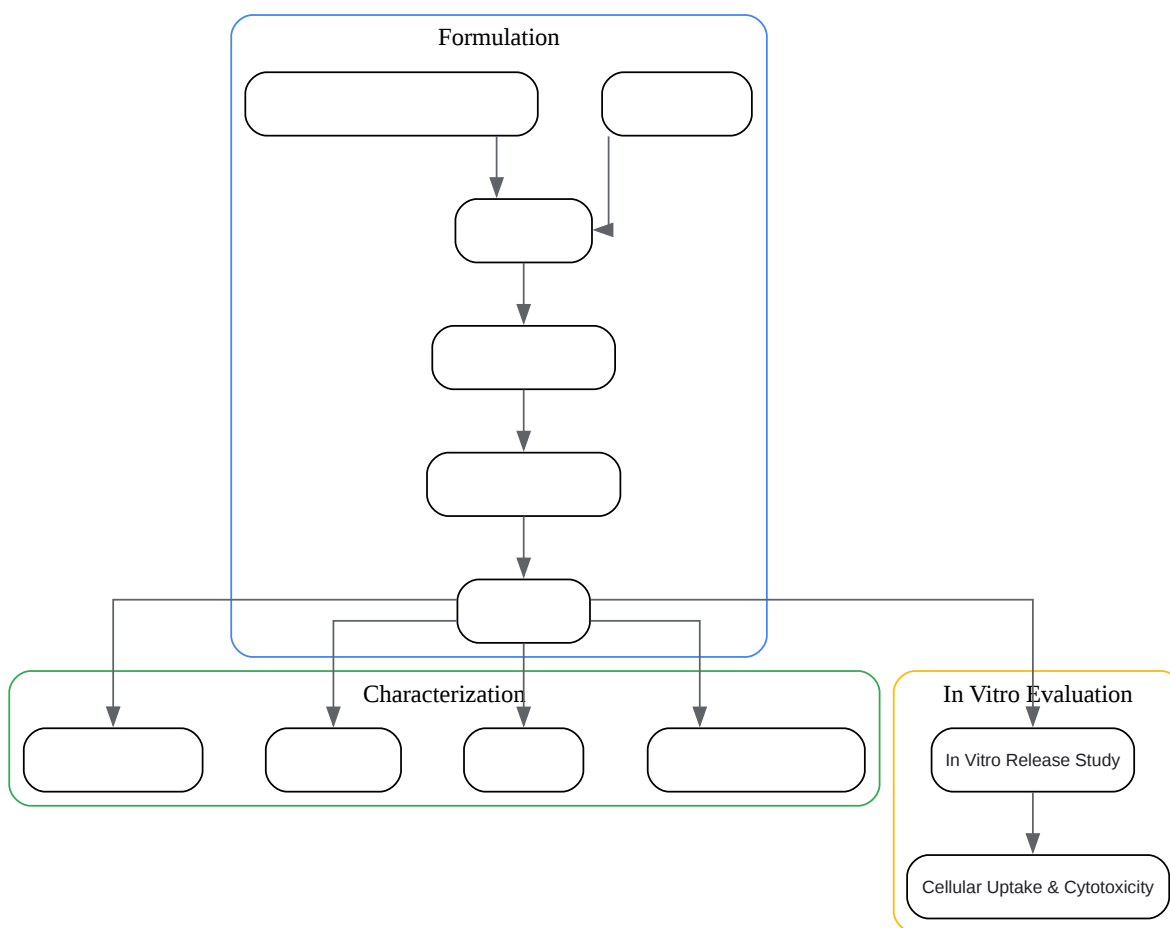 Formulation
Characterization
In Vitro Evaluation
In Vitro Release Study
Cellular Uptake & Cytotoxicity